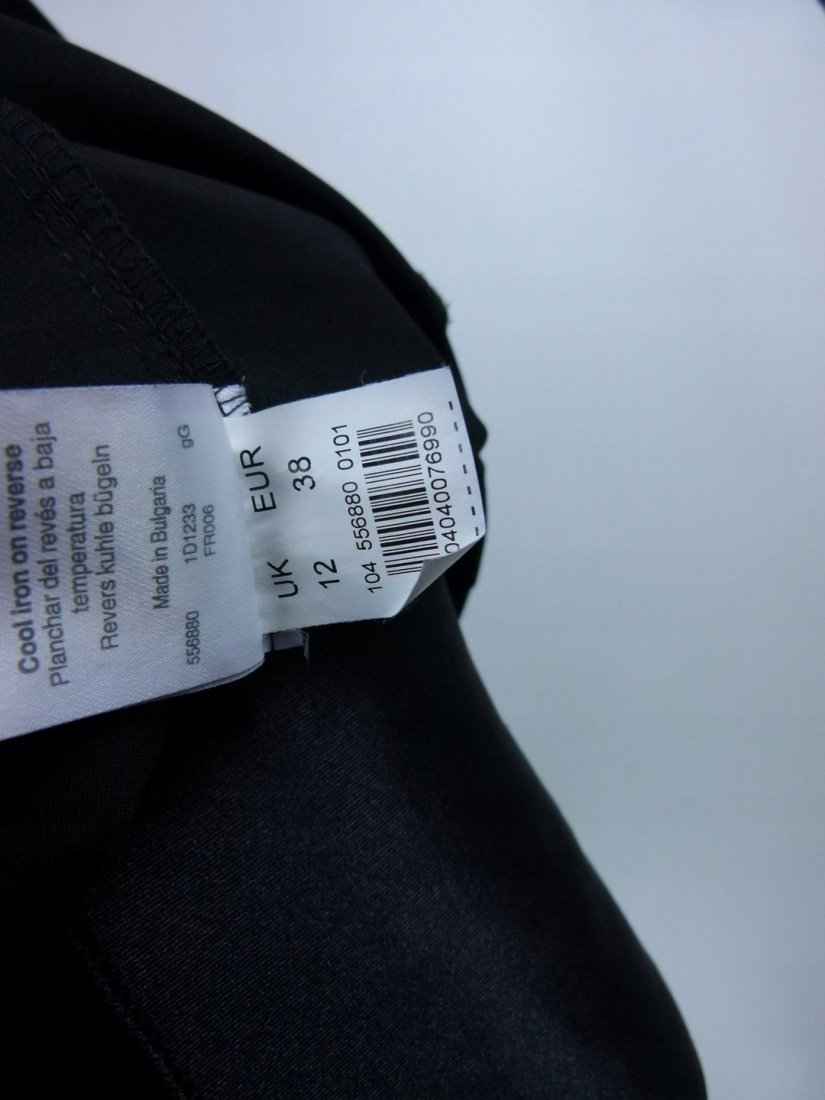 Cool Iron on reverse
Planchar del revés a baja
temperatura
Revers kuhle bügeln
Made in Bulgaria
556880 1D1233 gG
FR006
UK EUR
12 38
104 556880 0101
04040076990